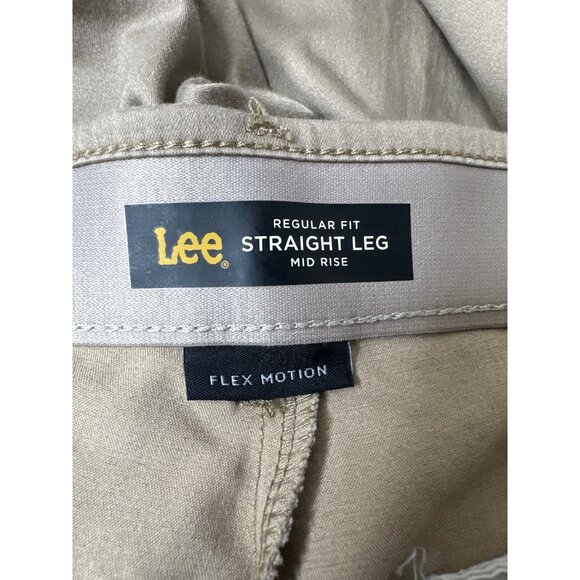 REGULAR FIT
Lee® STRAIGHT LEG
MID RISE
FLEX MOTION